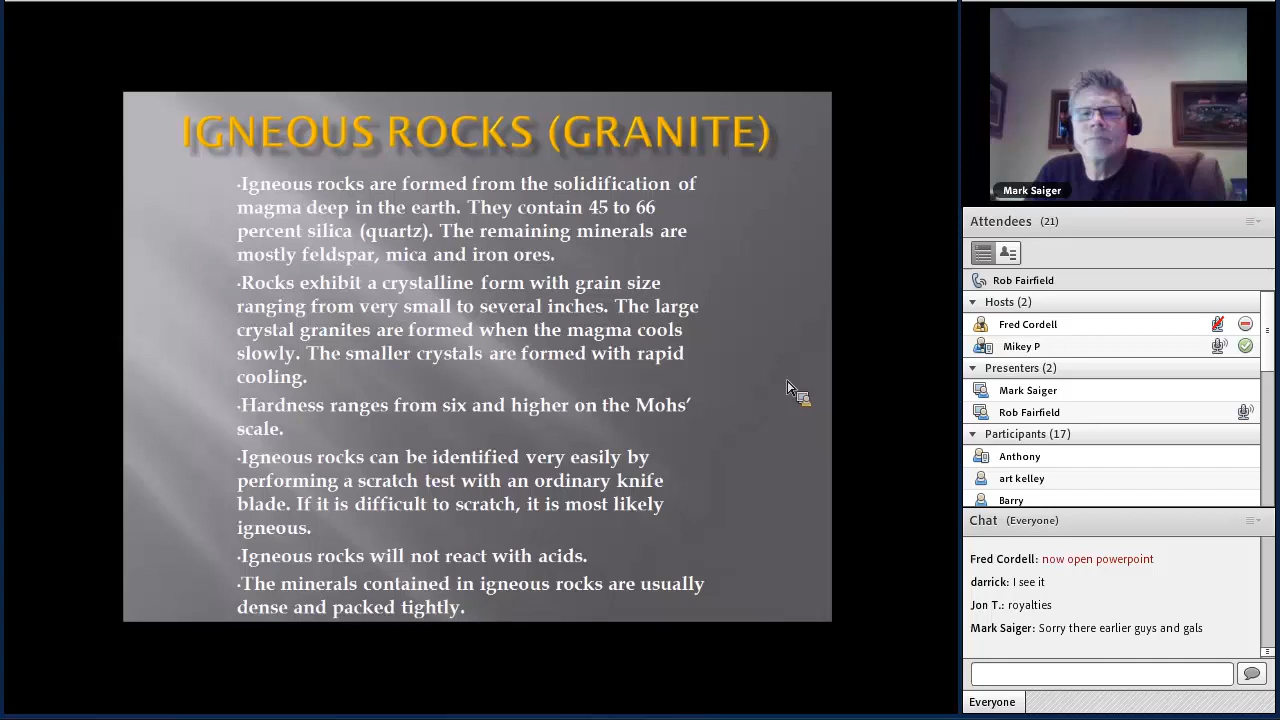 IGNEOUS ROCKS (GRANITE)
·Igneous rocks are formed from the solidification of
magma deep in the earth. They contain 45 to 66
percent silica (quartz). The remaining minerals are
mostly feldspar, mica and iron ores.
·Rocks exhibit a crystalline form with grain size
ranging from very small to several inches. The large
crystal granites are formed when the magma cools
slowly. The smaller crystals are formed with rapid
cooling.
·Hardness ranges from six and higher on the Mohs’
scale.
·Igneous rocks can be identified very easily by
performing a scratch test with an ordinary knife
blade. If it is difficult to scratch, it is most likely
igneous.
·Igneous rocks will not react with acids.
·The minerals contained in igneous rocks are usually
dense and packed tightly.
Mark Saiger
Attendees (21)
Rob Fairfield
Hosts (2)
Fred Cordell
Mikey P
Presenters (2)
Mark Saiger
Rob Fairfield
Participants (17)
Anthony
art kelley
Barry
Chat (Everyone)
Fred Cordell: now open powerpoint
darrick: I see it
Jon T.: royalties
Mark Saiger: Sorry there earlier guys and gals
Everyone